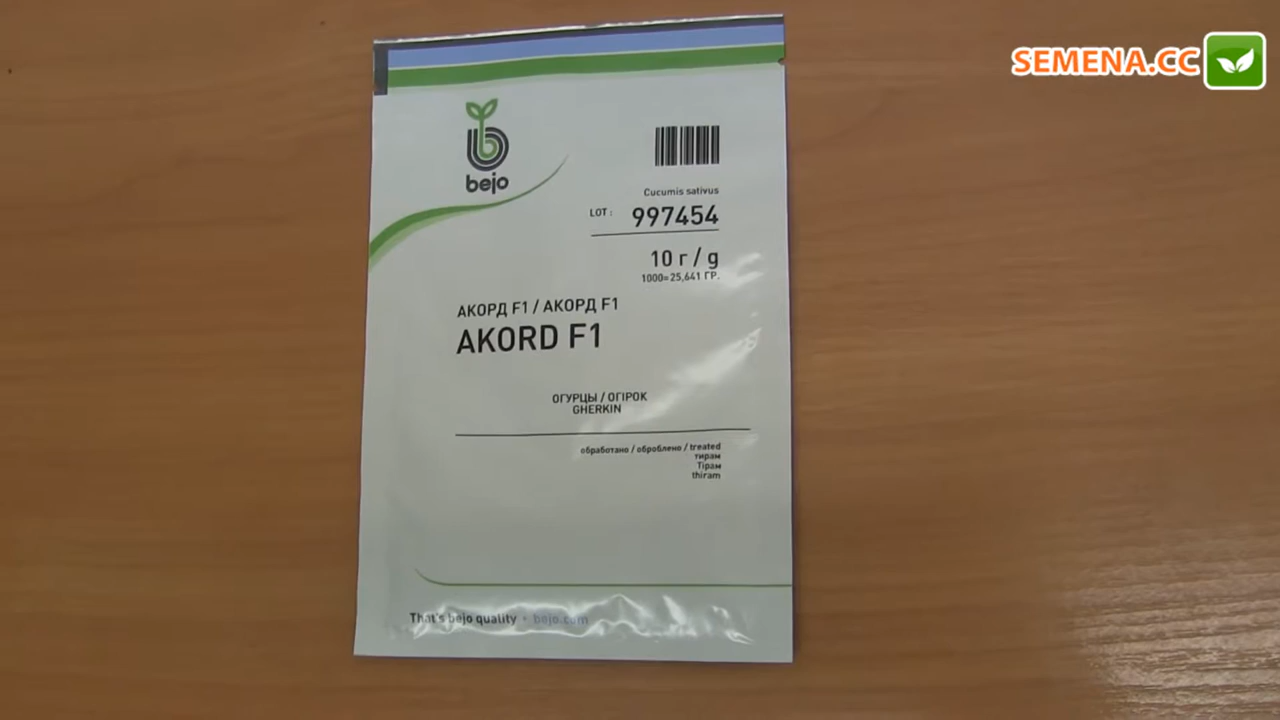 SEMENA.CC
bejo
Cucumis sativus
LOT: 997454
10 г / g
1000=25,641 ГР.
АКОРД F1 / АКОРД F1
AKORD F1
ОГУРЦЫ / ОГІРОК
GHERKIN
обработано / оброблено / treated
тирам
Тірам
thiram
That's bejo quality • bejo.com